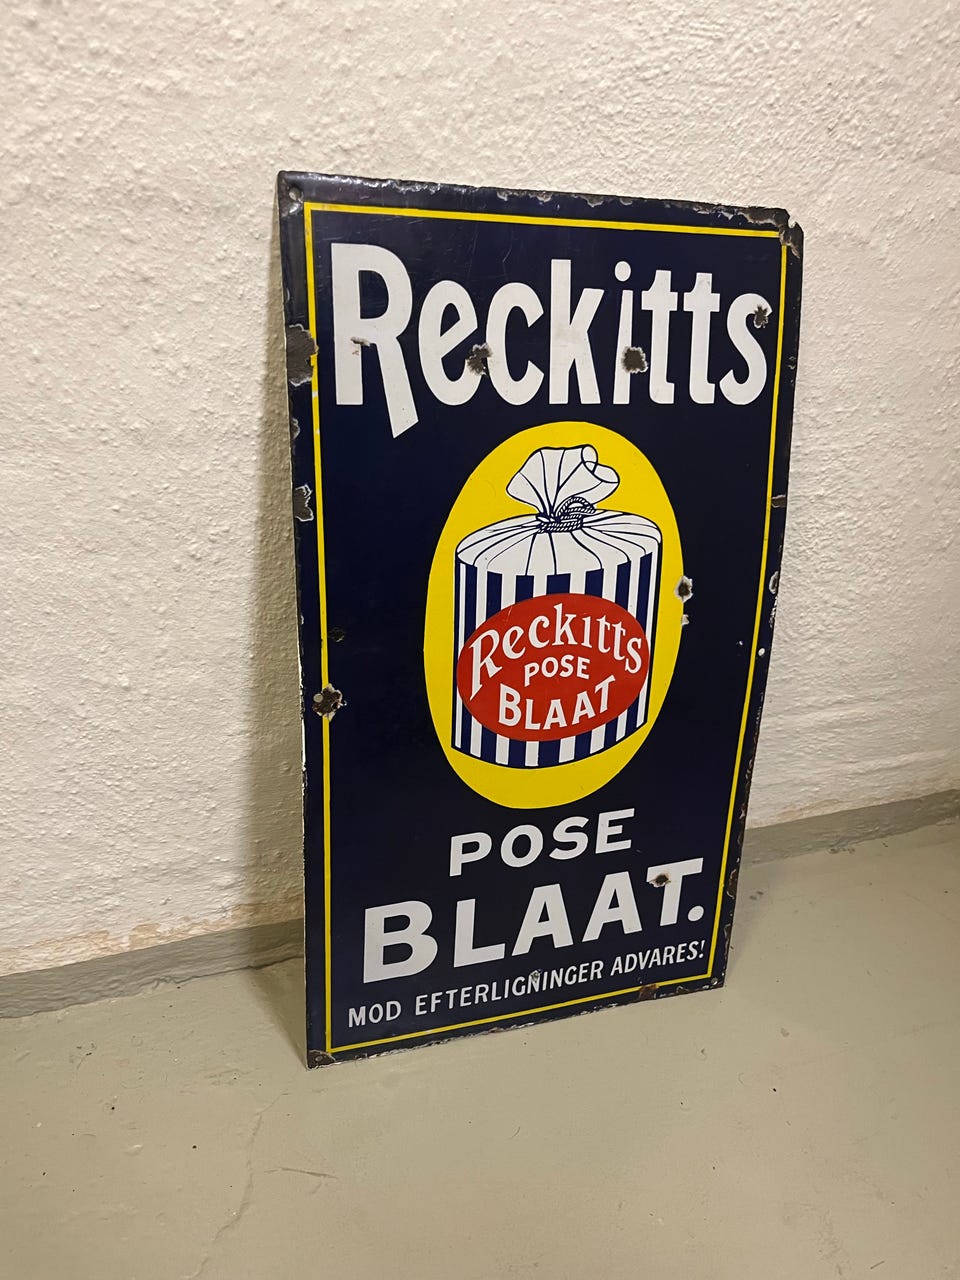 Reckitts
Reckitts
POSE
BLAAT
POSE
BLAAT.
MOD EFTERLIGNINGER ADVARES!